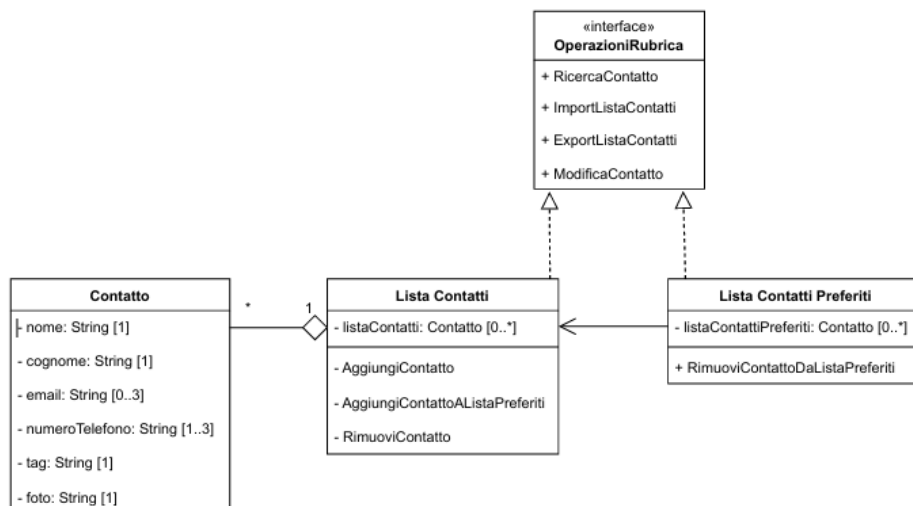 «interface»
OperazioniRubrica
+ RicercaContatto
+ ImportListaContatti
+ ExportListaContatti
+ ModificaContatto
Contatto
- nome: String [1]
- cognome: String [1]
- email: String [0..3]
- numeroTelefono: String [1..3]
- tag: String [1]
- foto: String [1]
*
1
Lista Contatti
- listaContatti: Contatto [0..*]
- AggiungiContatto
- AggiungiContattoAListaPreferiti
- RimuoviContatto
Lista Contatti Preferiti
- listaContattiPreferiti: Contatto [0..*]
+ RimuoviContattoDaListaPreferiti